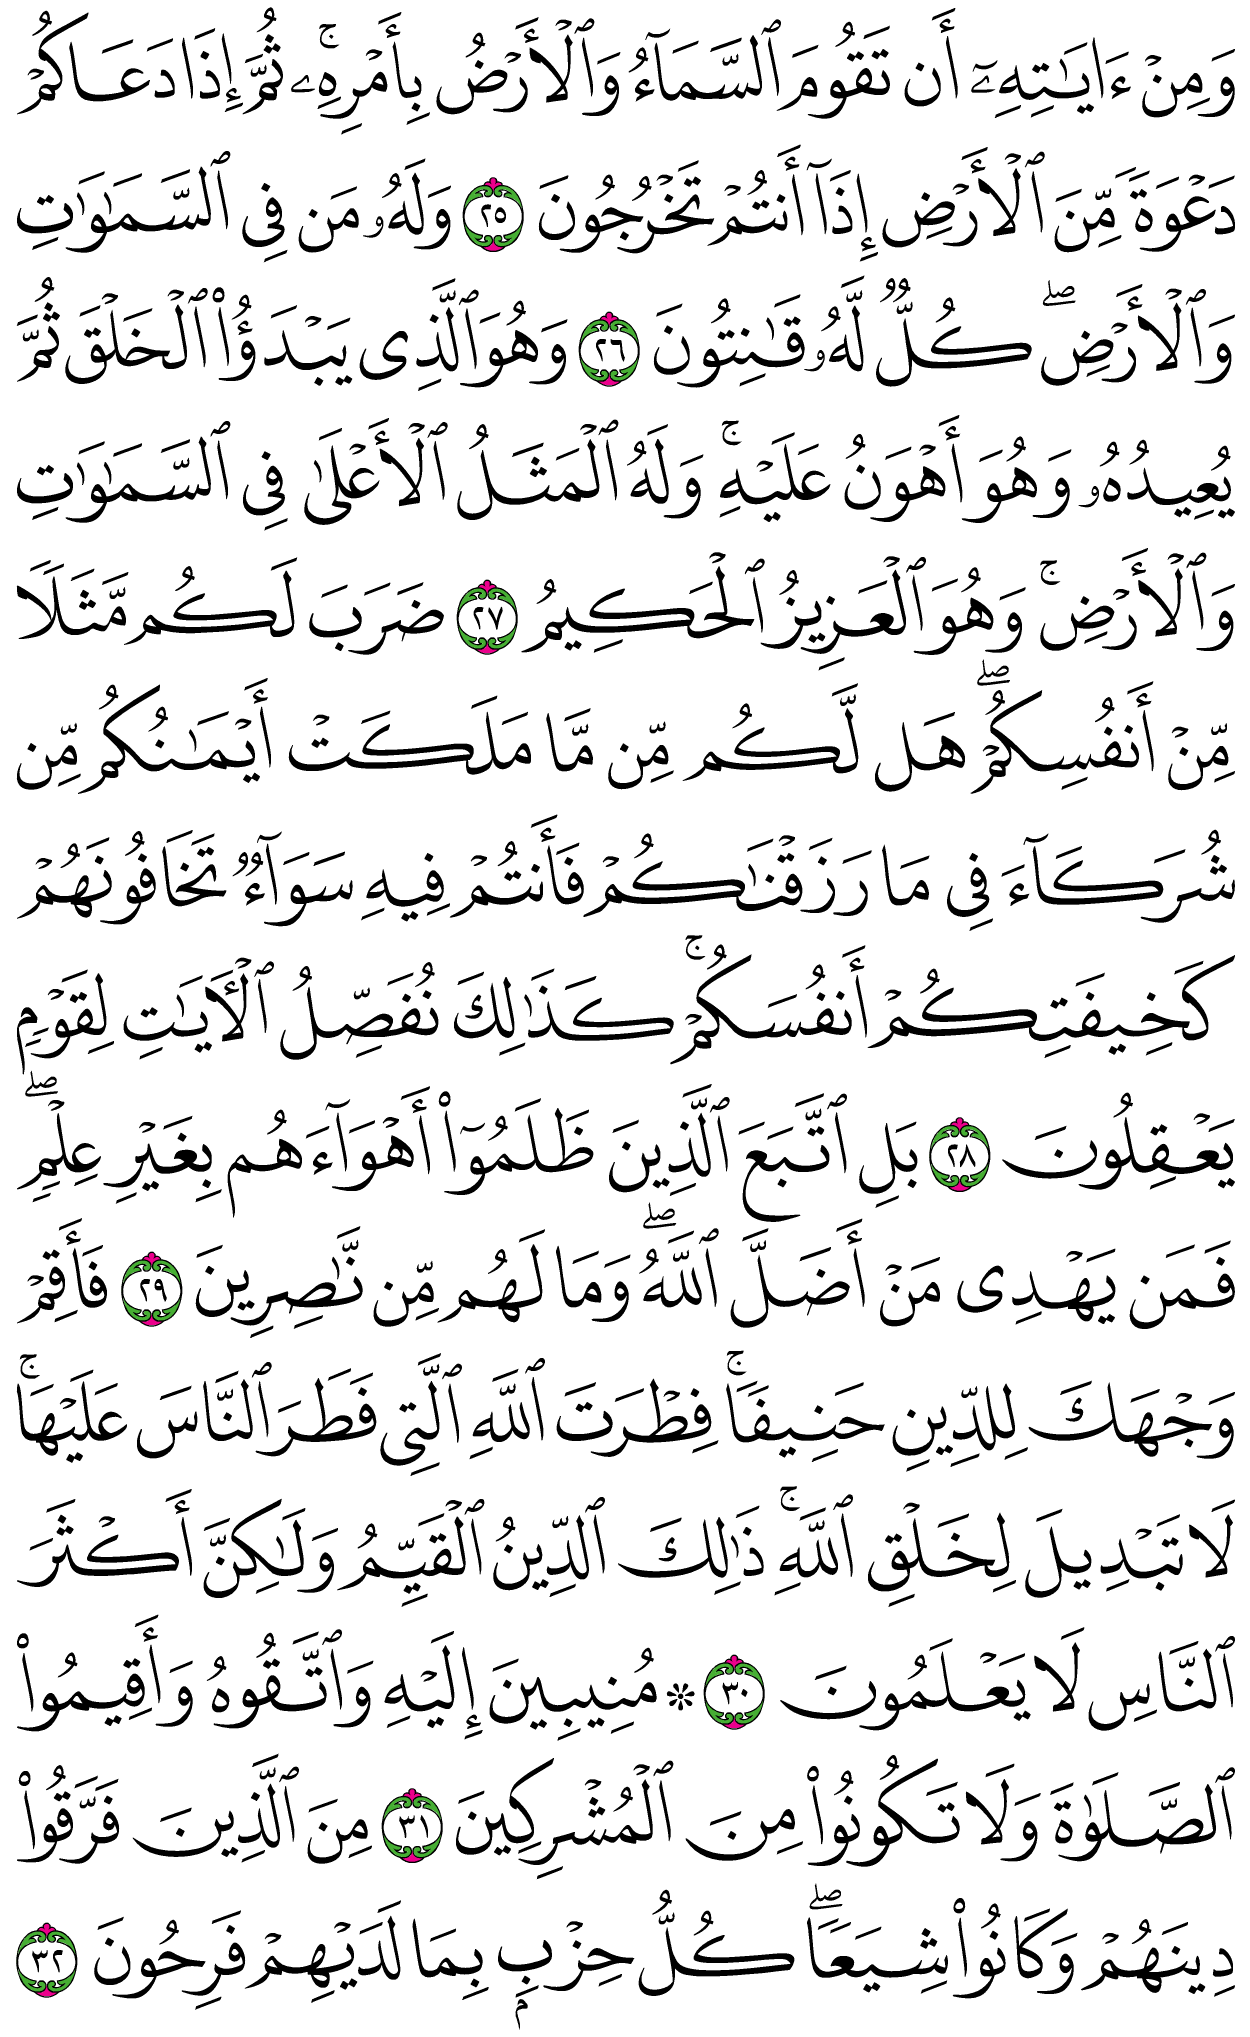 وَمِنْ ءَايَـٰتِهِۦٓ أَن تَقُومَ ٱلسَّمَآءُ وَٱلْأَرْضُ بِأَمْرِهِۦۚ ثُمَّ إِذَا دَعَاكُمْ
دَعْوَةً مِّنَ ٱلْأَرْضِ إِذَآ أَنتُمْ تَخْرُجُونَ ٢٥ وَلَهُۥ مَن فِى ٱلسَّمَـٰوَٰتِ
وَٱلْأَرْضِۖ كُلٌّ لَّهُۥ قَـٰنِتُونَ ٢٦ وَهُوَ ٱلَّذِى يَبْدَؤُا۟ ٱلْخَلْقَ ثُمَّ
يُعِيدُهُۥ وَهُوَ أَهْوَنُ عَلَيْهِۚ وَلَهُ ٱلْمَثَلُ ٱلْأَعْلَىٰ فِى ٱلسَّمَـٰوَٰتِ
وَٱلْأَرْضِۚ وَهُوَ ٱلْعَزِيزُ ٱلْحَكِيمُ ٢٧ ضَرَبَ لَكُم مَّثَلًا
مِّنْ أَنفُسِكُمْۖ هَل لَّكُم مِّن مَّا مَلَكَتْ أَيْمَـٰنُكُم مِّن
شُرَكَآءَ فِى مَا رَزَقْنَـٰكُمْ فَأَنتُمْ فِيهِ سَوَآءٌ تَخَافُونَهُمْ
كَخِيفَتِكُمْ أَنفُسَكُمْۚ كَذَٰلِكَ نُفَصِّلُ ٱلْـَٔايَـٰتِ لِقَوْمٍ
يَعْقِلُونَ ٢٨ بَلِ ٱتَّبَعَ ٱلَّذِينَ ظَلَمُوٓا۟ أَهْوَآءَهُم بِغَيْرِ عِلْمٍۖ
فَمَن يَهْدِى مَنْ أَضَلَّ ٱللَّهُۖ وَمَا لَهُم مِّن نَّـٰصِرِينَ ٢٩ فَأَقِمْ
وَجْهَكَ لِلدِّينِ حَنِيفًاۚ فِطْرَتَ ٱللَّهِ ٱلَّتِى فَطَرَ ٱلنَّاسَ عَلَيْهَاۚ
لَا تَبْدِيلَ لِخَلْقِ ٱللَّهِۚ ذَٰلِكَ ٱلدِّينُ ٱلْقَيِّمُ وَلَـٰكِنَّ أَكْثَرَ
ٱلنَّاسِ لَا يَعْلَمُونَ ٣٠ ۞ مُنِيبِينَ إِلَيْهِ وَٱتَّقُوهُ وَأَقِيمُوا۟
ٱلصَّلَوٰةَ وَلَا تَكُونُوا۟ مِنَ ٱلْمُشْرِكِينَ ٣١ مِنَ ٱلَّذِينَ فَرَّقُوا۟
دِينَهُمْ وَكَانُوا۟ شِيَعًاۖ كُلُّ حِزْبٍۭ بِمَا لَدَيْهِمْ فَرِحُونَ ٣٢